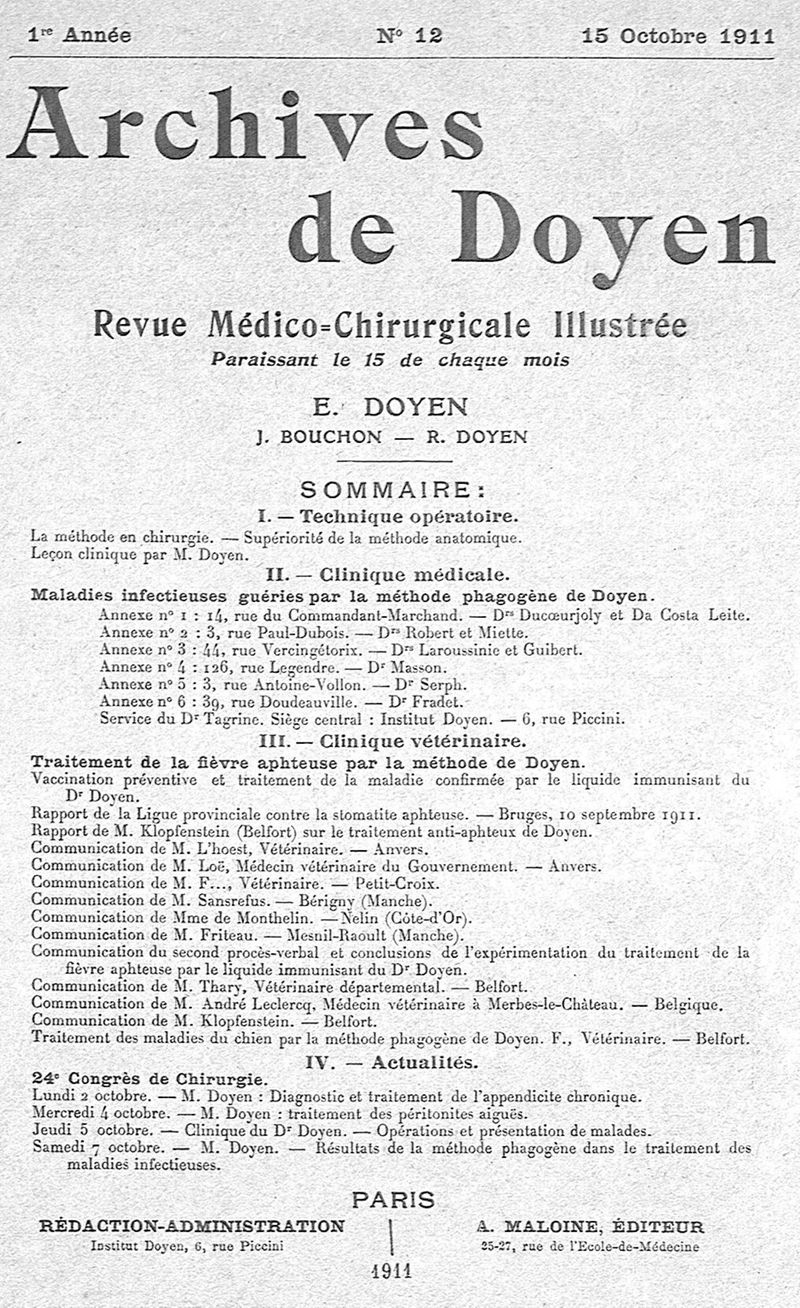 1re Année No 12 15 Octobre 1911
Archives
de Doyen
Revue Médico=Chirurgicale Illustrée
Paraissant le 15 de chaque mois
E. DOYEN
J. BOUCHON — R. DOYEN
SOMMAIRE:
I. — Technique opératoire.
La méthode en chirurgie. — Supériorité de la méthode anatomique.
Leçon clinique par M. Doyen.
II. — Clinique médicale.
Maladies infectieuses guéries par la méthode phagogène de Doyen.
Annexe no 1 : 14, rue du Commandant-Marchand. — Drs Ducœurjoly et Da Costa Leite.
Annexe no 2 : 3, rue Paul-Dubois. — Drs Robert et Miette.
Annexe no 3 : 44, rue Vercingétorix. — Drs Laroussinie et Guibert.
Annexe no 4 : 126, rue Legendre. — Dr Masson.
Annexe no 5 : 3, rue Antoine-Vollon. — Dr Serph.
Annexe no 6 : 39, rue Doudeauville. — Dr Fradet.
Service du Dr Tagrine. Siège central : Institut Doyen. — 6, rue Piccini.
III. — Clinique vétérinaire.
Traitement de la fièvre aphteuse par la méthode de Doyen.
Vaccination préventive et traitement de la maladie confirmée par le liquide immunisant du
Dr Doyen.
Rapport de la Ligue provinciale contre la stomatite aphteuse. — Bruges, 10 septembre 1911.
Rapport de M. Klopfenstein (Belfort) sur le traitement anti-aphteux de Doyen.
Communication de M. L'hoest, Vétérinaire. — Anvers.
Communication de M. Loë, Médecin vétérinaire du Gouvernement. — Anvers.
Communication de M. F..., Vétérinaire. — Petit-Croix.
Communication de M. Sansrefus. — Bérigny (Manche).
Communication de Mme de Monthelin. — Nelin (Côte-d'Or).
Communication de M. Friteau. — Mesnil-Raoult (Manche).
Communication du second procès-verbal et conclusions de l'expérimentation du traitement de la
fièvre aphteuse par le liquide immunisant du Dr Doyen.
Communication de M. Thary, Vétérinaire départemental. — Belfort.
Communication de M. André Leclercq, Médecin vétérinaire à Merbes-le-Château. — Belgique.
Communication de M. Klopfenstein. — Belfort.
Traitement des maladies du chien par la méthode phagogène de Doyen. F., Vétérinaire. — Belfort.
IV. — Actualités.
24e Congrès de Chirurgie.
Lundi 2 octobre. — M. Doyen : Diagnostic et traitement de l'appendicite chronique.
Mercredi 4 octobre. — M. Doyen : traitement des péritonites aiguës.
Jeudi 5 octobre. — Clinique du Dr Doyen. — Opérations et présentation de malades.
Samedi 7 octobre. — M. Doyen. — Résultats de la méthode phagogène dans le traitement des
maladies infectieuses.
PARIS
RÉDACTION-ADMINISTRATION
Institut Doyen, 6, rue Piccini
A. MALOINE, ÉDITEUR
25-27, rue de l'Ecole-de-Médecine
1911